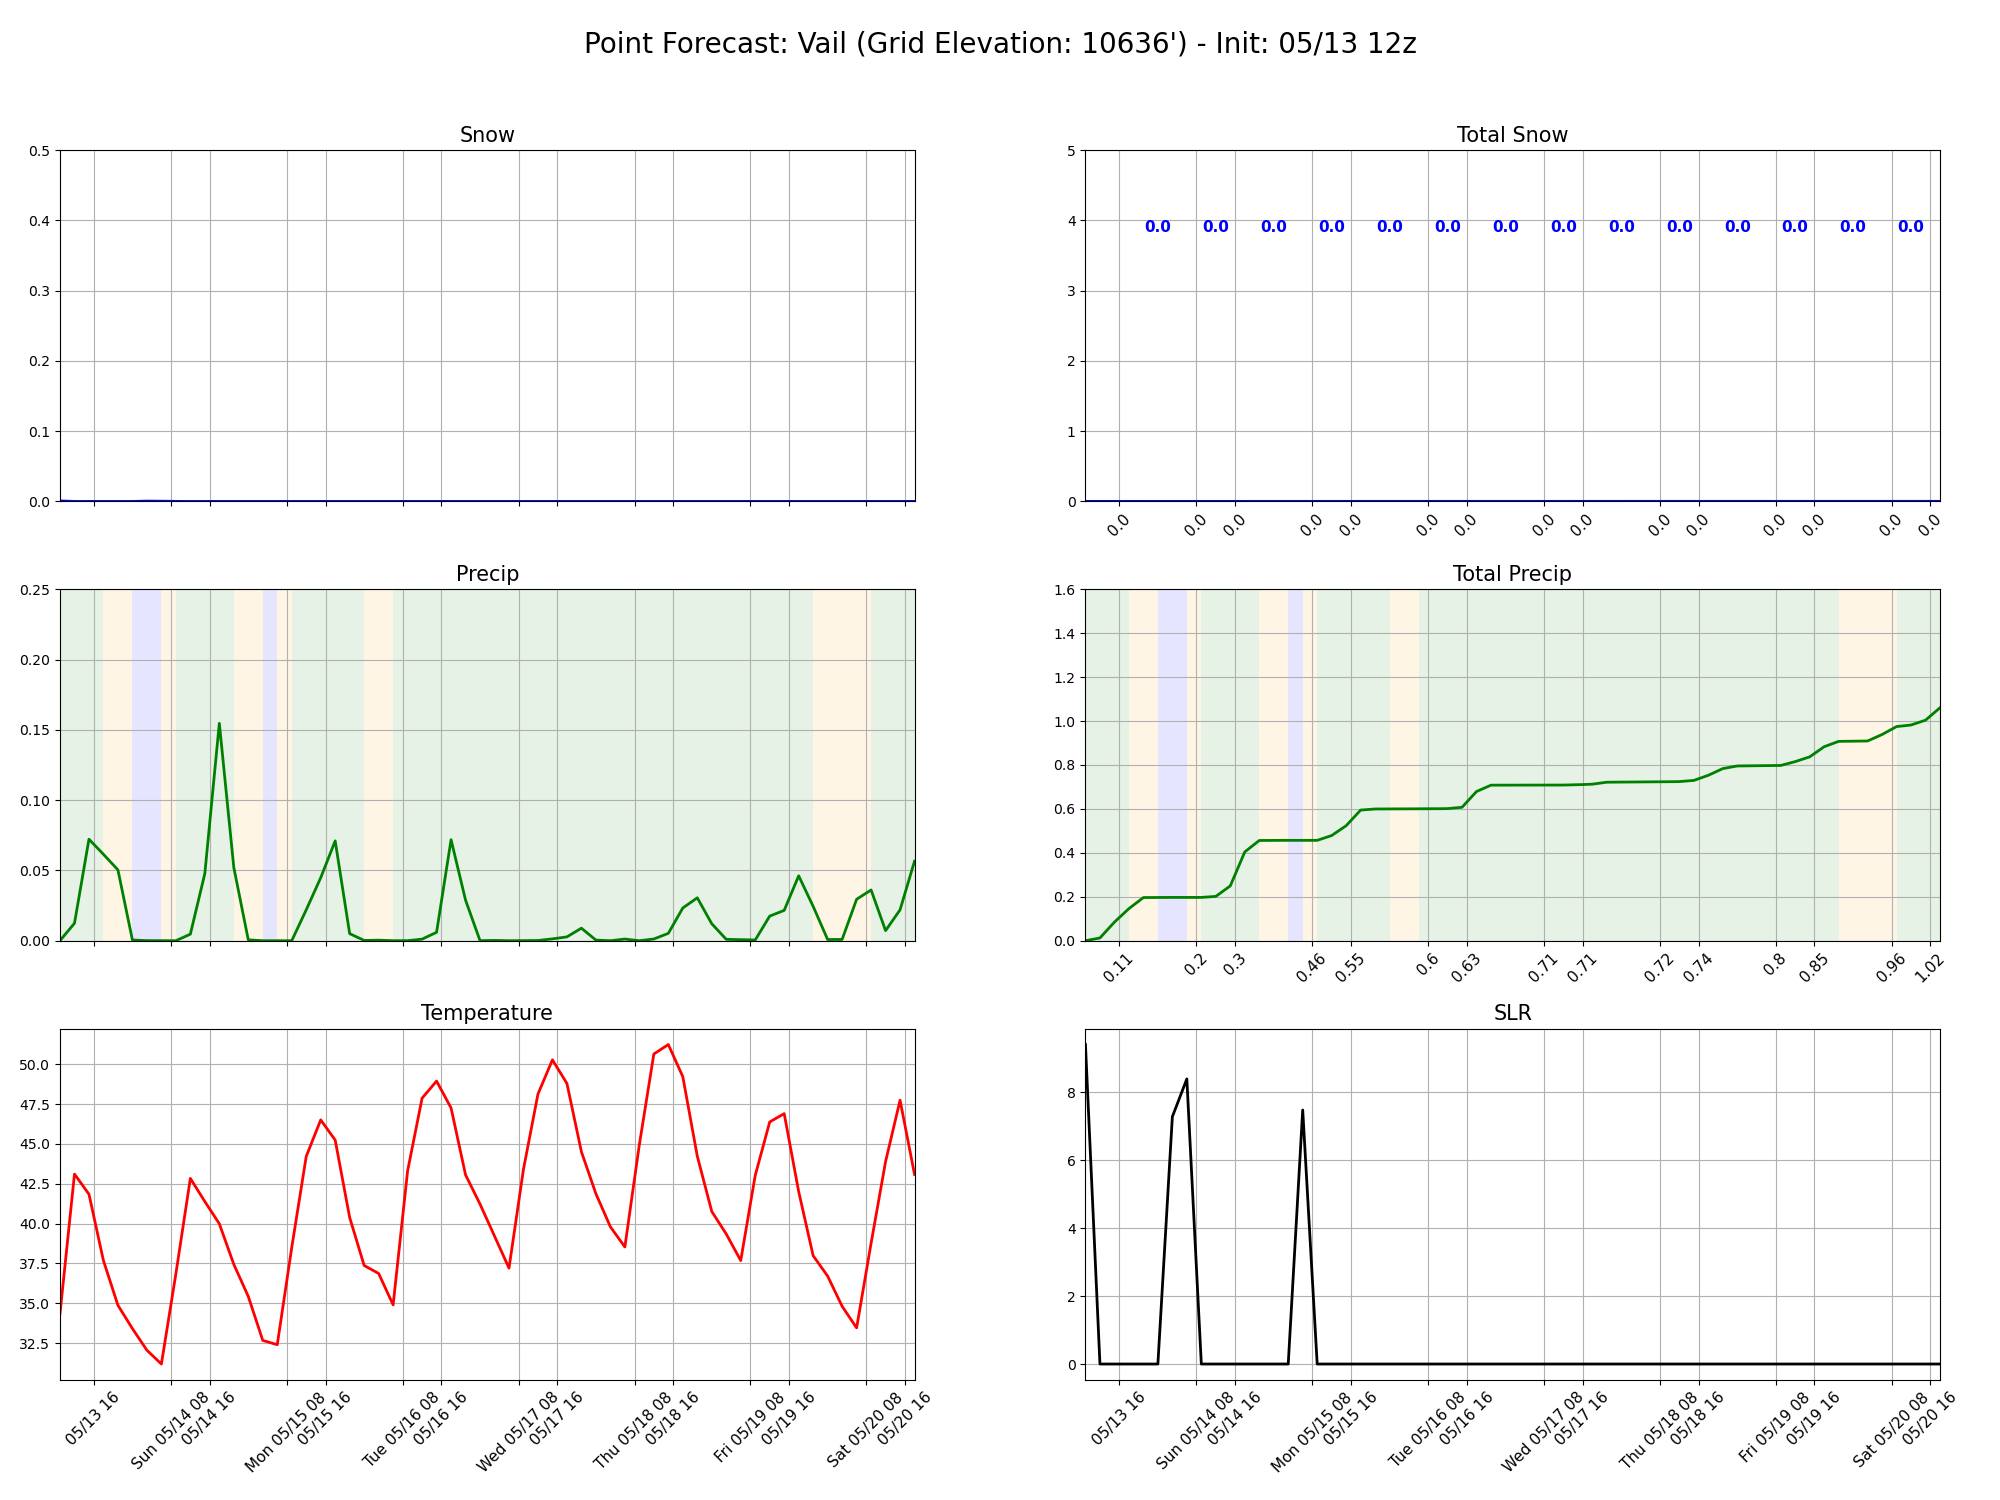 Point Forecast: Vail (Grid Elevation: 10636') - Init: 05/13 12z
Snow
0.5
0.4
0.3
0.2
0.1
0.0
Total Snow
5
4
3
2
1
0
0.0 0.0 0.0 0.0 0.0 0.0 0.0 0.0 0.0 0.0 0.0 0.0 0.0 0.0
0.0 0.0 0.0 0.0 0.0 0.0 0.0 0.0 0.0 0.0 0.0 0.0 0.0 0.0 0.0
Precip
0.25
0.20
0.15
0.10
0.05
0.00
Total Precip
1.6
1.4
1.2
1.0
0.8
0.6
0.4
0.2
0.0
0.11 0.2 0.3 0.46 0.55 0.6 0.63 0.71 0.71 0.72 0.74 0.8 0.85 0.96 1.02
Temperature
50.0
47.5
45.0
42.5
40.0
37.5
35.0
32.5
05/13 16
Sun 05/14 08
05/14 16
Mon 05/15 08
05/15 16
Tue 05/16 08
05/16 16
Wed 05/17 08
05/17 16
Thu 05/18 08
05/18 16
Fri 05/19 08
05/19 16
Sat 05/20 08
05/20 16
SLR
8
6
4
2
0
05/13 16
Sun 05/14 08
05/14 16
Mon 05/15 08
05/15 16
Tue 05/16 08
05/16 16
Wed 05/17 08
05/17 16
Thu 05/18 08
05/18 16
Fri 05/19 08
05/19 16
Sat 05/20 08
05/20 16